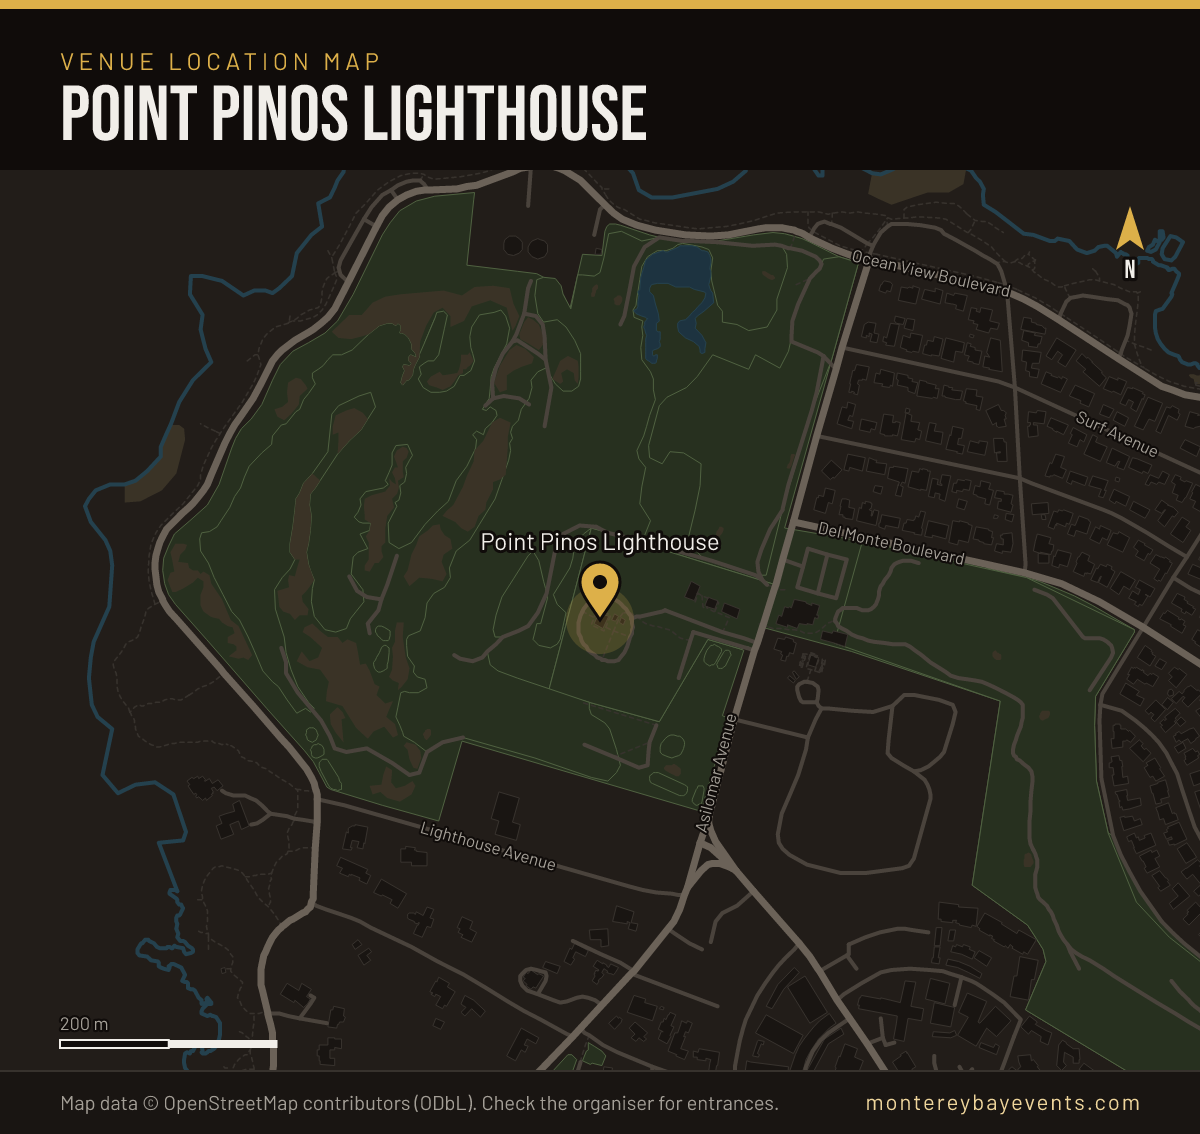 VENUE LOCATION MAP
POINT PINOS LIGHTHOUSE
N
Ocean View Boulevard
Surf Avenue
Del Monte Boulevard
Point Pinos Lighthouse
Asilomar Avenue
Lighthouse Avenue
200 m
Map data © OpenStreetMap contributors (ODbL). Check the organiser for entrances.
montereybayevents.com